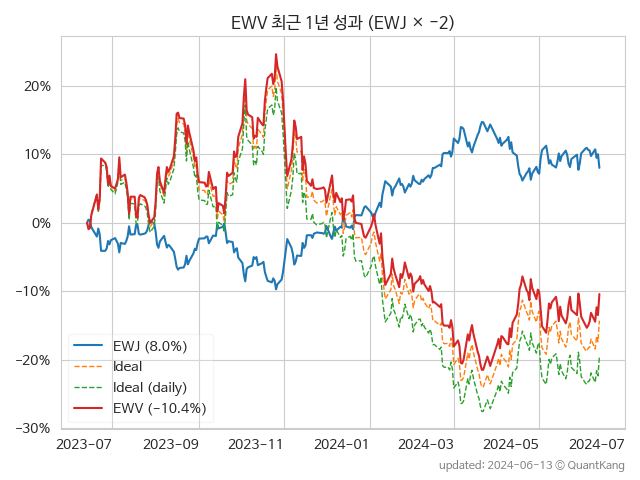 EWV 최근 1년 성과 (EWJ × −2)
20%
10%
0%
−10%
−20%
−30%
EWJ (8.0%)
Ideal
Ideal (daily)
EWV (−10.4%)
2023-07 2023-09 2023-11 2024-01 2024-03 2024-05 2024-07
updated: 2024-06-13 © QuantKang